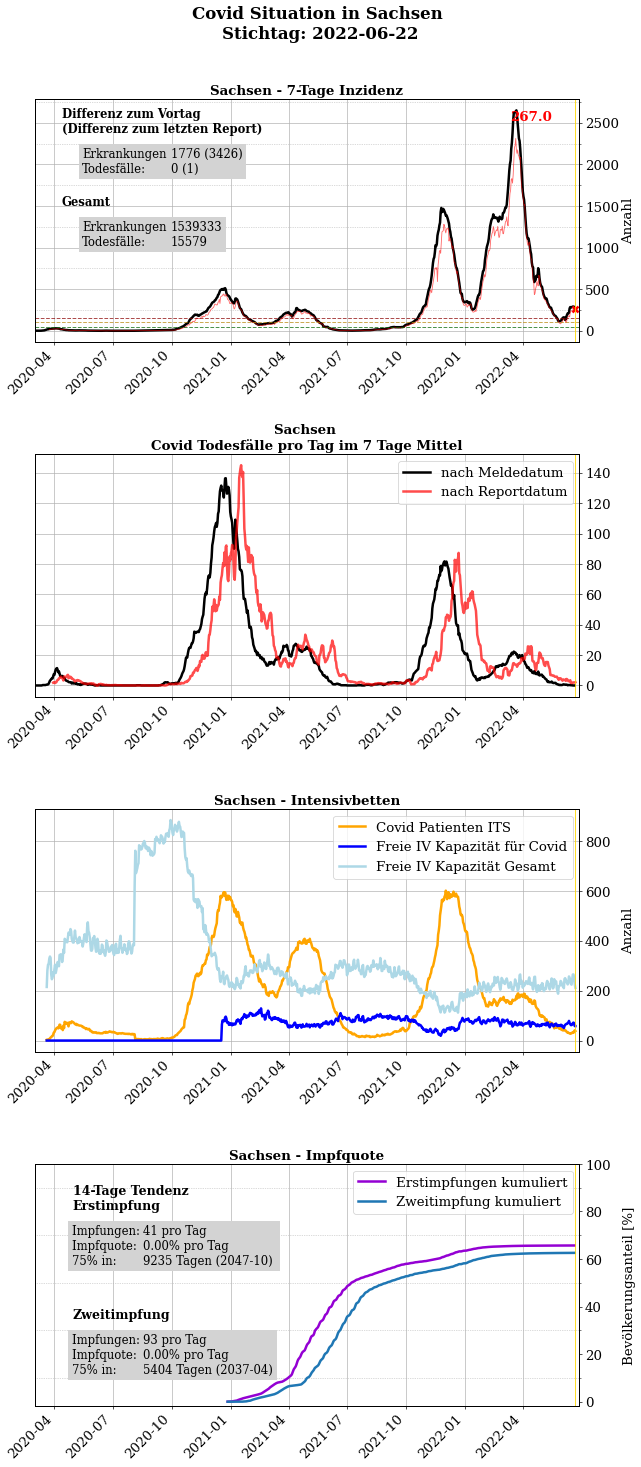 Covid Situation in Sachsen
Stichtag: 2022-06-22
Sachsen - 7-Tage Inzidenz
Differenz zum Vortag
(Differenz zum letzten Report)
Erkrankungen 1776 (3426)
Todesfälle: 0 (1)
Gesamt
Erkrankungen 1539333
Todesfälle: 15579
267.0
2500
2000
1500
1000
500
0
Anzahl
2020-04 2020-07 2020-10 2021-01 2021-04 2021-07 2021-10 2022-01 2022-04
Sachsen
Covid Todesfälle pro Tag im 7 Tage Mittel
nach Meldedatum
nach Reportdatum
140
120
100
80
60
40
20
0
2020-04 2020-07 2020-10 2021-01 2021-04 2021-07 2021-10 2022-01 2022-04
Sachsen - Intensivbetten
Covid Patienten ITS
Freie IV Kapazität für Covid
Freie IV Kapazität Gesamt
800
600
400
200
0
Anzahl
2020-04 2020-07 2020-10 2021-01 2021-04 2021-07 2021-10 2022-01 2022-04
Sachsen - Impfquote
14-Tage Tendenz
Erstimpfung
Impfungen: 41 pro Tag
Impfquote: 0.00% pro Tag
75% in: 9235 Tagen (2047-10)
Zweitimpfung
Impfungen: 93 pro Tag
Impfquote: 0.00% pro Tag
75% in: 5404 Tagen (2037-04)
Erstimpfungen kumuliert
Zweitimpfung kumuliert
100
80
60
40
20
0
Bevölkerungsanteil [%]
2020-04 2020-07 2020-10 2021-01 2021-04 2021-07 2021-10 2022-01 2022-04